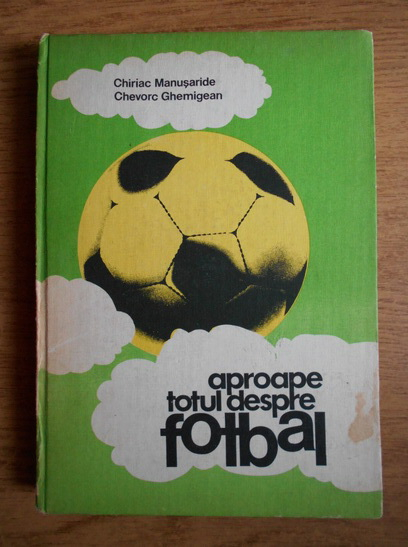 Chiriac Manușaride
Chevorc Ghemigean
aproape
totul despre
fotbal